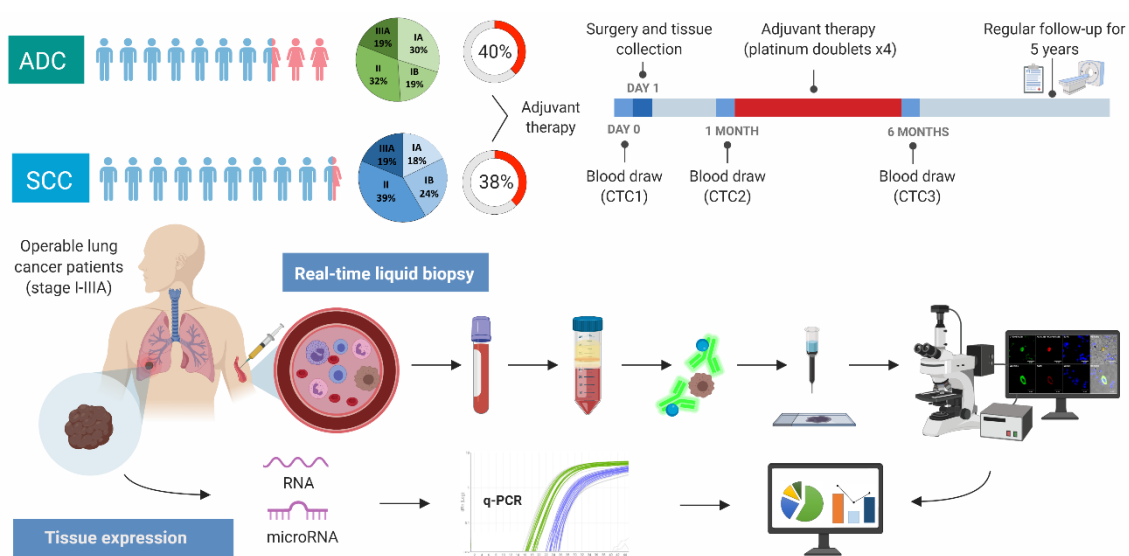 ADC
IIIA
19%
IA
30%
II
32%
IB
19%
40%
SCC
IIIA
19%
IA
18%
II
39%
IB
24%
38%
Adjuvant
therapy
Surgery and tissue
collection
DAY 1
Adjuvant therapy
(platinum doublets x4)
Regular follow-up for
5 years
DAY 0
1 MONTH
6 MONTHS
Blood draw
(CTC1)
Blood draw
(CTC2)
Blood draw
(CTC3)
Operable lung
cancer patients
(stage I-IIIA)
Real-time liquid biopsy
RNA
microRNA
q-PCR
Tissue expression